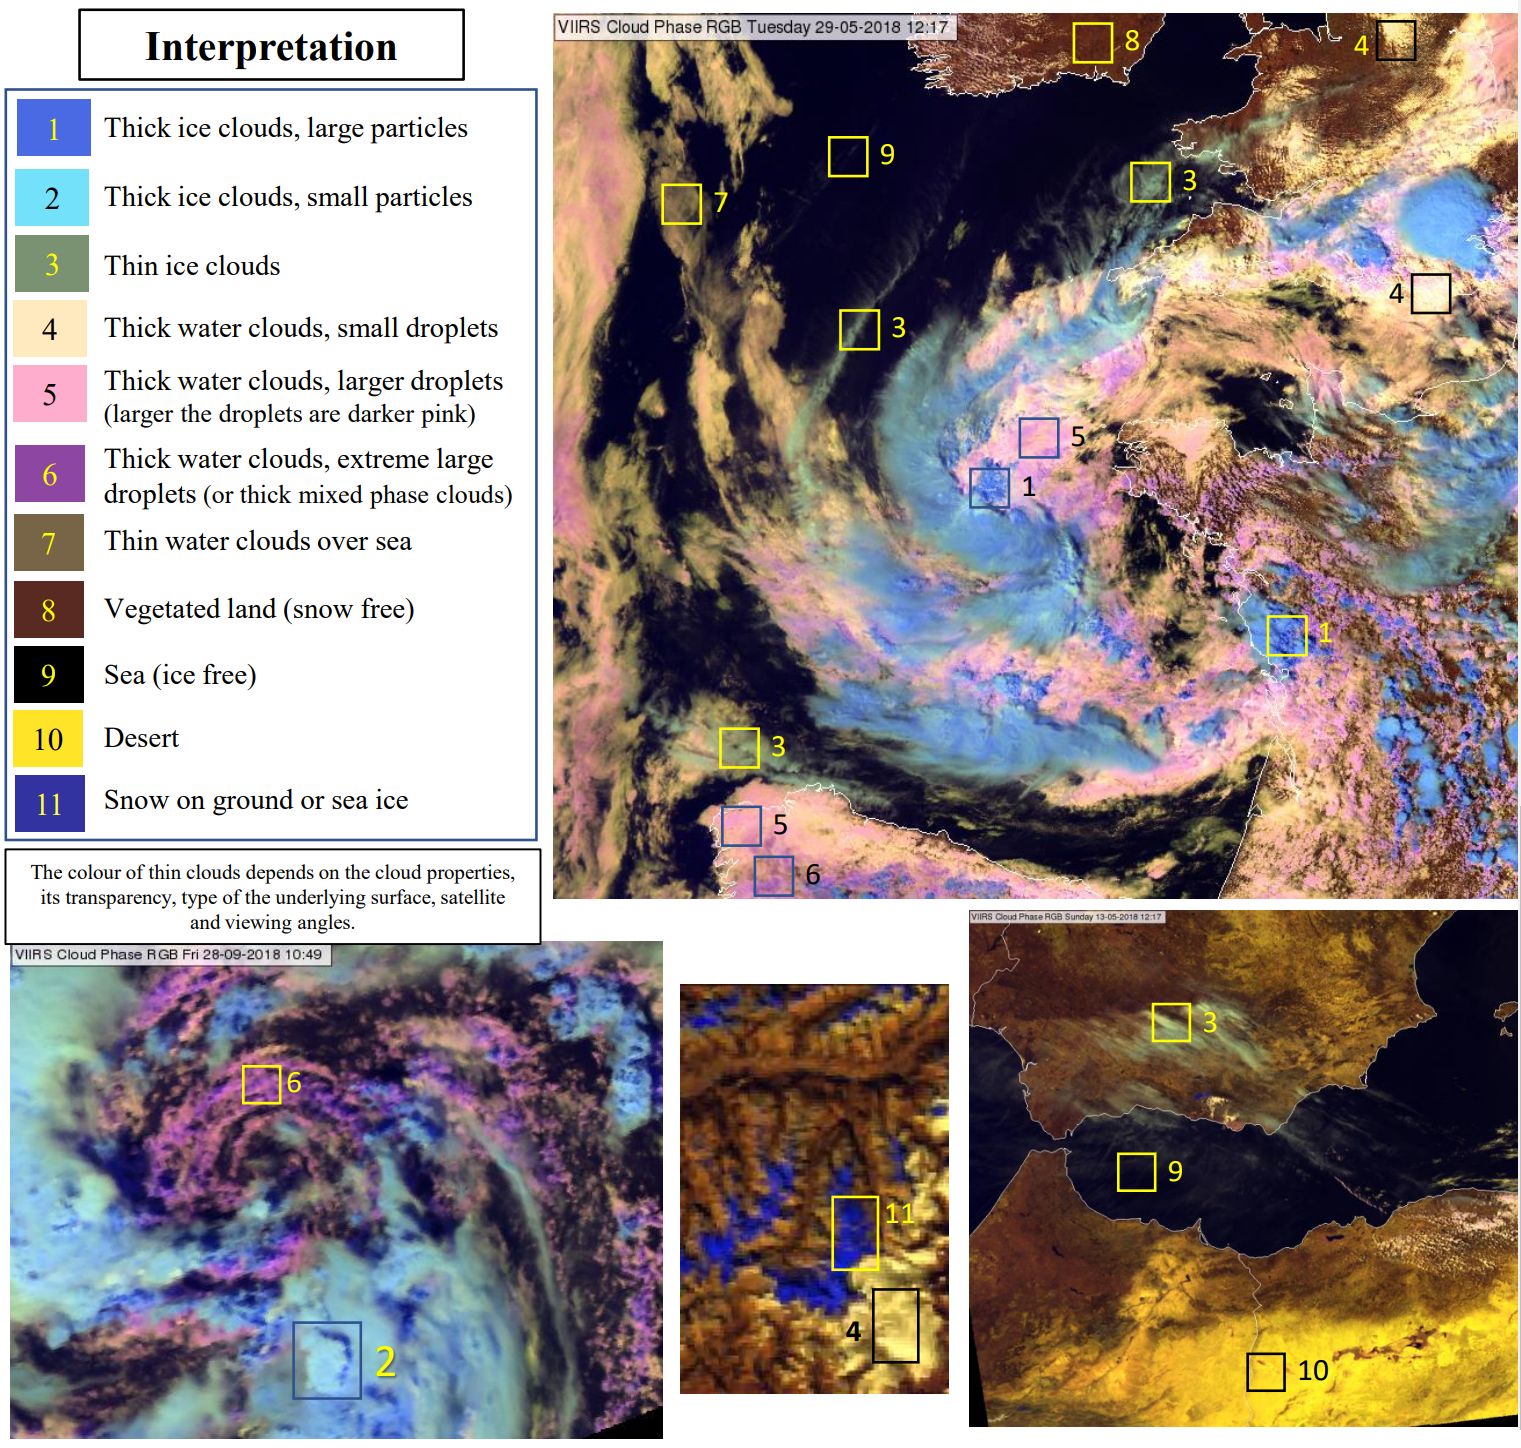 Interpretation
1 Thick ice clouds, large particles
2 Thick ice clouds, small particles
3 Thin ice clouds
4 Thick water clouds, small droplets
5 Thick water clouds, larger droplets
(larger the droplets are darker pink)
6 Thick water clouds, extreme large
droplets (or thick mixed phase clouds)
7 Thin water clouds over sea
8 Vegetated land (snow free)
9 Sea (ice free)
10 Desert
11 Snow on ground or sea ice
The colour of thin clouds depends on the cloud properties,
its transparency, type of the underlying surface, satellite
and viewing angles.
VIIRS Cloud Phase RGB Tuesday 29-05-2018 12:17
8
4
9
3
7
4
3
5
1
1
3
5
6
VIIRS Cloud Phase RGB Fri 28-09-2018 10:49
6
2
11
4
VIIRS Cloud Phase RGB Sunday 13-05-2018 12:17
3
9
10